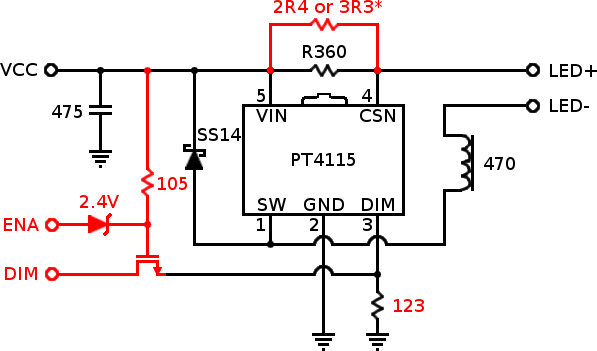 2R4 or 3R3*
R360
VCC
LED+
LED-
475
5
4
VIN
CSN
SS14
PT4115
470
105
2.4V
SW
GND
DIM
1
2
3
ENA
DIM
123